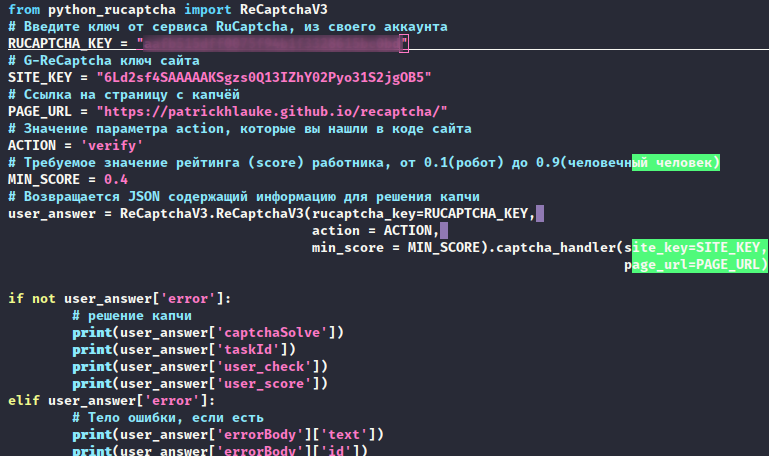 from python_rucaptcha import ReCaptchaV3
# Введите ключ от сервиса RuCaptcha, из своего аккаунта
RUCAPTCHA_KEY = ""
# G-ReCaptcha ключ сайта
SITE_KEY = "6Ld2sf4SAAAAAKSgzs0Q13IZhY02Pyo31S2jgOB5"
# Ссылка на страницу с капчёй
PAGE_URL = "https://patrickhlauke.github.io/recaptcha/"
# Значение параметра action, которые вы нашли в коде сайта
ACTION = 'verify'
# Требуемое значение рейтинга (score) работника, от 0.1(робот) до 0.9(человечный человек)
MIN_SCORE = 0.4
# Возвращается JSON содержащий информацию для решения капчи
user_answer = ReCaptchaV3.ReCaptchaV3(rucaptcha_key=RUCAPTCHA_KEY,
action = ACTION,
min_score = MIN_SCORE).captcha_handler(site_key=SITE_KEY,
page_url=PAGE_URL)
if not user_answer['error']:
# решение капчи
print(user_answer['captchaSolve'])
print(user_answer['taskId'])
print(user_answer['user_check'])
print(user_answer['user_score'])
elif user_answer['error']:
# Тело ошибки, если есть
print(user_answer['errorBody']['text'])
print(user_answer['errorBody']['id'])